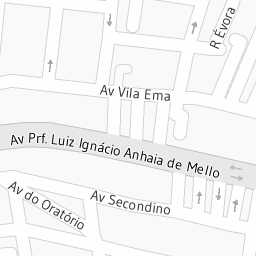 R Évora
Av Vila Ema
Av Prf. Luiz Ignácio Anhaia de Mello
Av Secondino
Av do Oratório